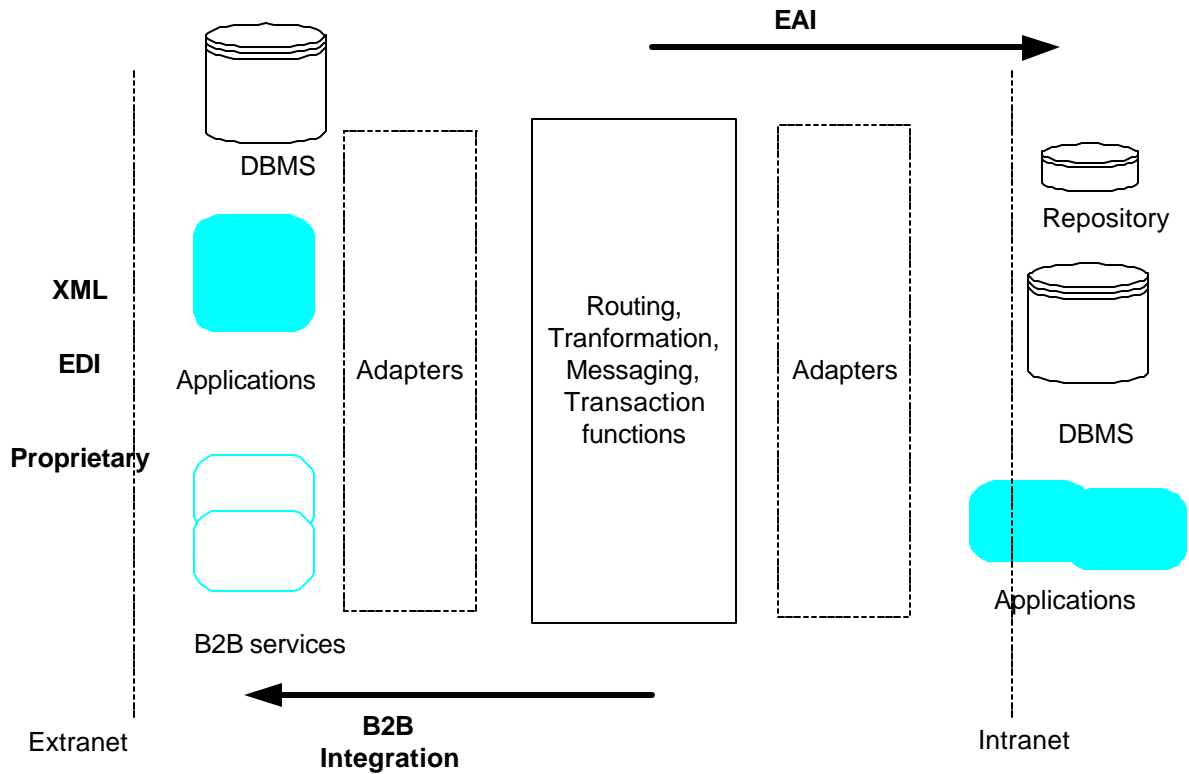 EAI
DBMS
Repository
XML
EDI
Proprietary
Applications
Adapters
Routing,
Tranformation,
Messaging,
Transaction
functions
Adapters
DBMS
Applications
B2B services
B2B
Integration
Extranet
Intranet